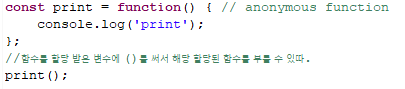 const print = function() { // anonymous function
    console.log('print');
};
//함수를 할당 받은 변수에 ()를 써서 해당 할당된 함수를 부를 수 있따.
print();